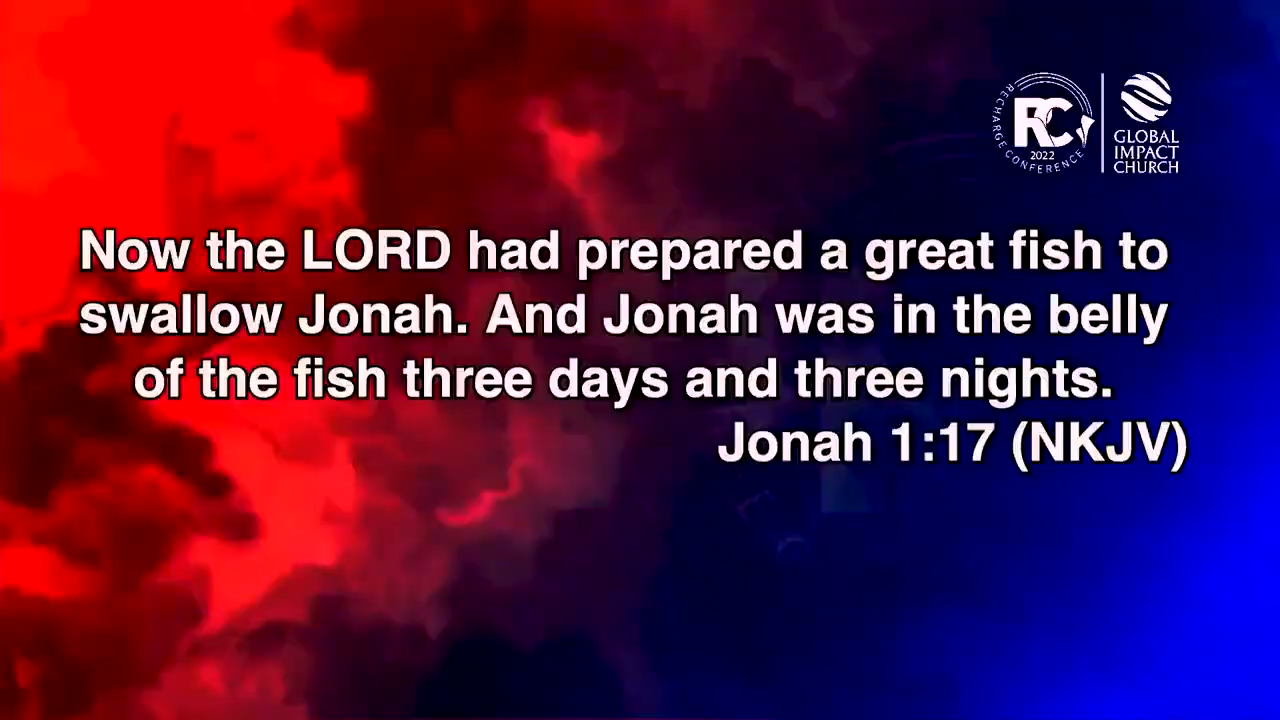 RECHARGE CONFERENCE
RC
2022
GLOBAL
IMPACT
CHURCH
Now the LORD had prepared a great fish to
swallow Jonah. And Jonah was in the belly
of the fish three days and three nights.
Jonah 1:17 (NKJV)